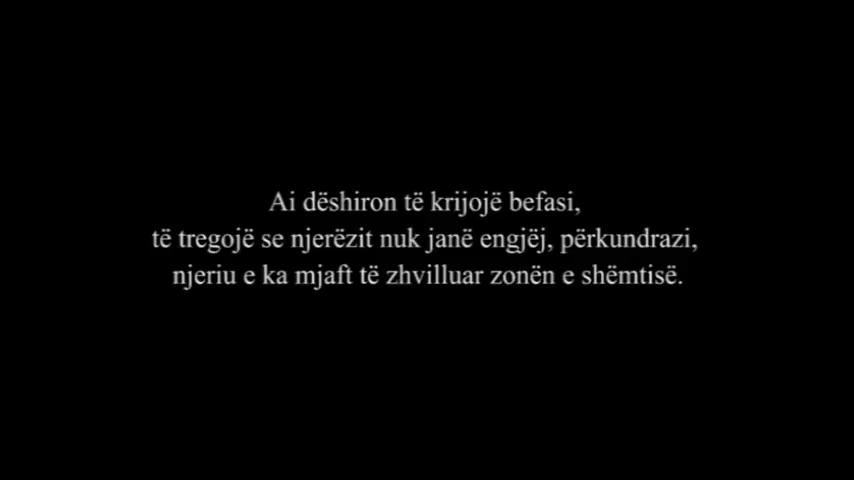 Ai dëshiron të krijojë befasi,
të tregojë se njerëzit nuk janë engjëj, përkundrazi,
njeriu e ka mjaft të zhvilluar zonën e shëmtisë.